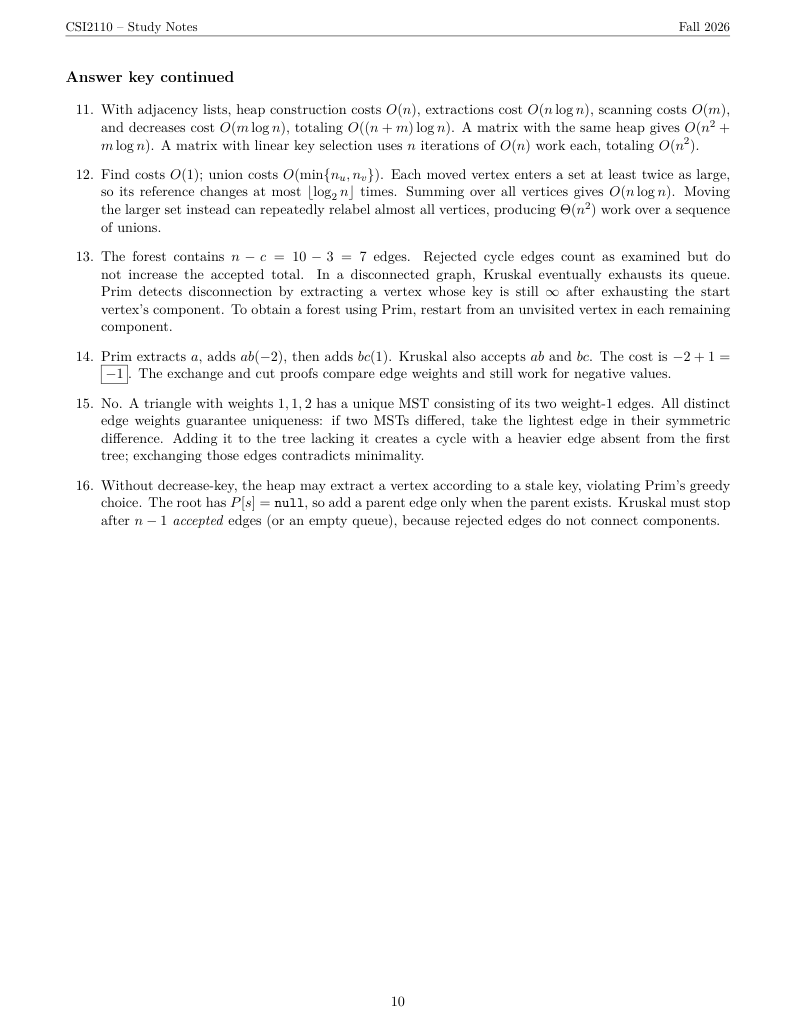 CSI2110 – Study Notes Fall 2026
Answer key continued
11. With adjacency lists, heap construction costs O(n), extractions cost O(n log n), scanning costs O(m),
and decreases cost O(m log n), totaling O((n + m) log n). A matrix with the same heap gives O(n² +
m log n). A matrix with linear key selection uses n iterations of O(n) work each, totaling O(n²).
12. Find costs O(1); union costs O(min{nᵤ, nᵥ}). Each moved vertex enters a set at least twice as large,
so its reference changes at most ⌊log₂ n⌋ times. Summing over all vertices gives O(n log n). Moving
the larger set instead can repeatedly relabel almost all vertices, producing Θ(n²) work over a sequence
of unions.
13. The forest contains n − c = 10 − 3 = 7 edges. Rejected cycle edges count as examined but do
not increase the accepted total. In a disconnected graph, Kruskal eventually exhausts its queue.
Prim detects disconnection by extracting a vertex whose key is still ∞ after exhausting the start
vertex's component. To obtain a forest using Prim, restart from an unvisited vertex in each remaining
component.
14. Prim extracts a, adds ab(−2), then adds bc(1). Kruskal also accepts ab and bc. The cost is −2 + 1 =
−1. The exchange and cut proofs compare edge weights and still work for negative values.
15. No. A triangle with weights 1, 1, 2 has a unique MST consisting of its two weight-1 edges. All distinct
edge weights guarantee uniqueness: if two MSTs differed, take the lightest edge in their symmetric
difference. Adding it to the tree lacking it creates a cycle with a heavier edge absent from the first
tree; exchanging those edges contradicts minimality.
16. Without decrease-key, the heap may extract a vertex according to a stale key, violating Prim's greedy
choice. The root has P[s] = null, so add a parent edge only when the parent exists. Kruskal must stop
after n − 1 accepted edges (or an empty queue), because rejected edges do not connect components.
10